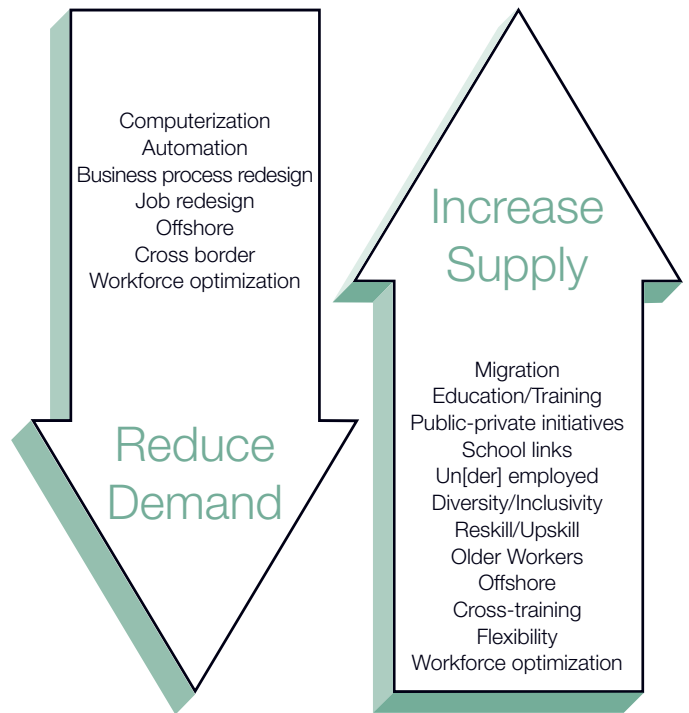 Computerization
Automation
Business process redesign
Job redesign
Offshore
Cross border
Workforce optimization
Reduce
Demand
Increase
Supply
Migration
Education/Training
Public-private initiatives
School links
Un[der] employed
Diversity/Inclusivity
Reskill/Upskill
Older Workers
Offshore
Cross-training
Flexibility
Workforce optimization